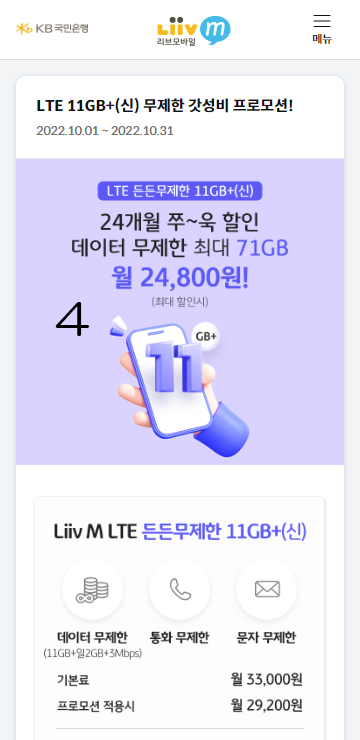 KB국민은행
Liiv M
리브모바일
메뉴
LTE 11GB+(신) 무제한 갓성비 프로모션!
2022.10.01 ~ 2022.10.31
LTE 든든무제한 11GB+(신)
24개월 쭈~욱 할인
데이터 무제한 최대 71GB
월 24,800원!
(최대 할인시)
4
GB+
11
Liiv M LTE 든든무제한 11GB+(신)
데이터 무제한 통화 무제한 문자 무제한
(11GB+일2GB+3Mbps)
기본료 월 33,000원
프로모션 적용시 월 29,200원